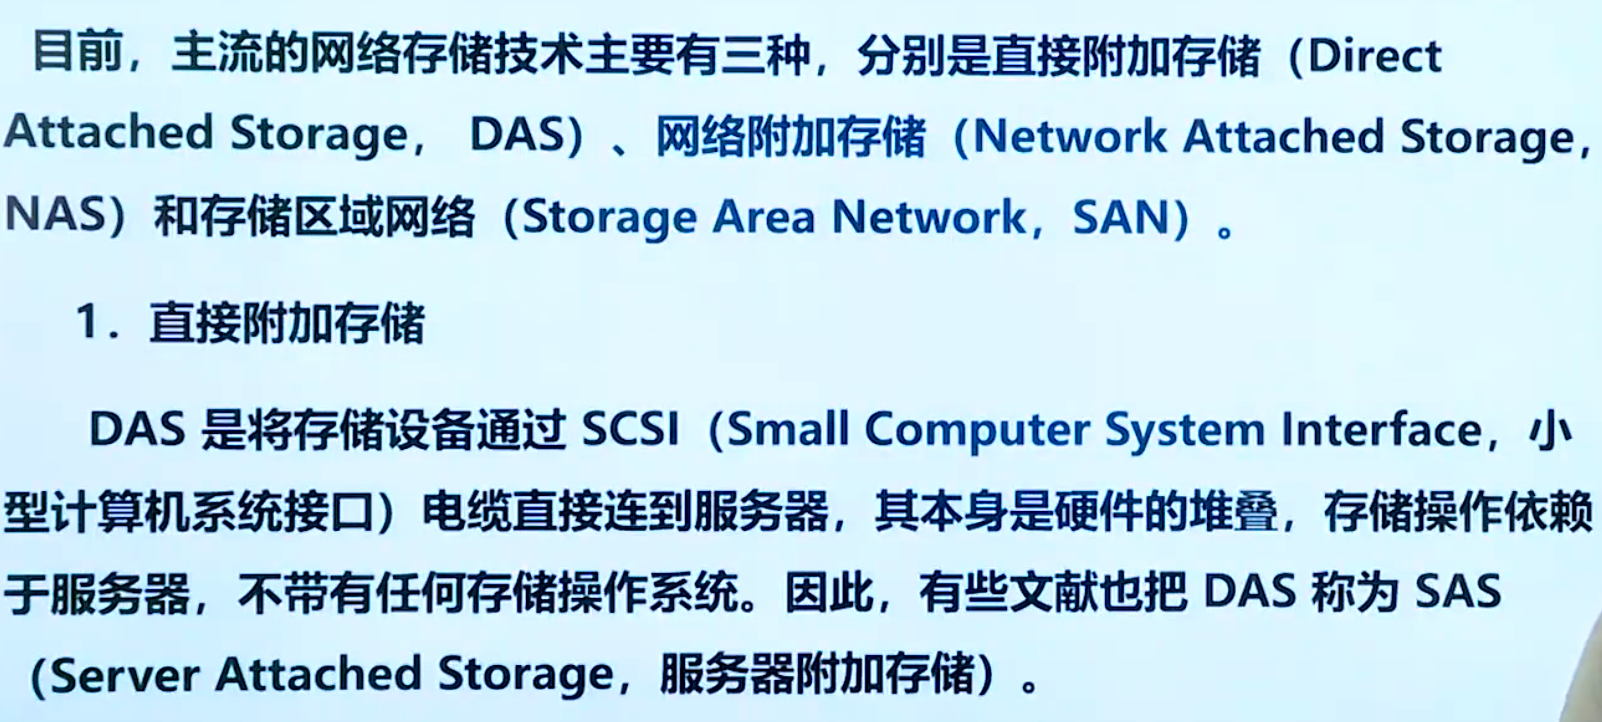 目前，主流的网络存储技术主要有三种，分别是直接附加存储（Direct
Attached Storage， DAS）、网络附加存储（Network Attached Storage，
NAS）和存储区域网络（Storage Area Network，SAN）。
1．直接附加存储
DAS 是将存储设备通过 SCSI（Small Computer System Interface，小
型计算机系统接口）电缆直接连到服务器，其本身是硬件的堆叠，存储操作依赖
于服务器，不带有任何存储操作系统。因此，有些文献也把 DAS 称为 SAS
（Server Attached Storage，服务器附加存储）。